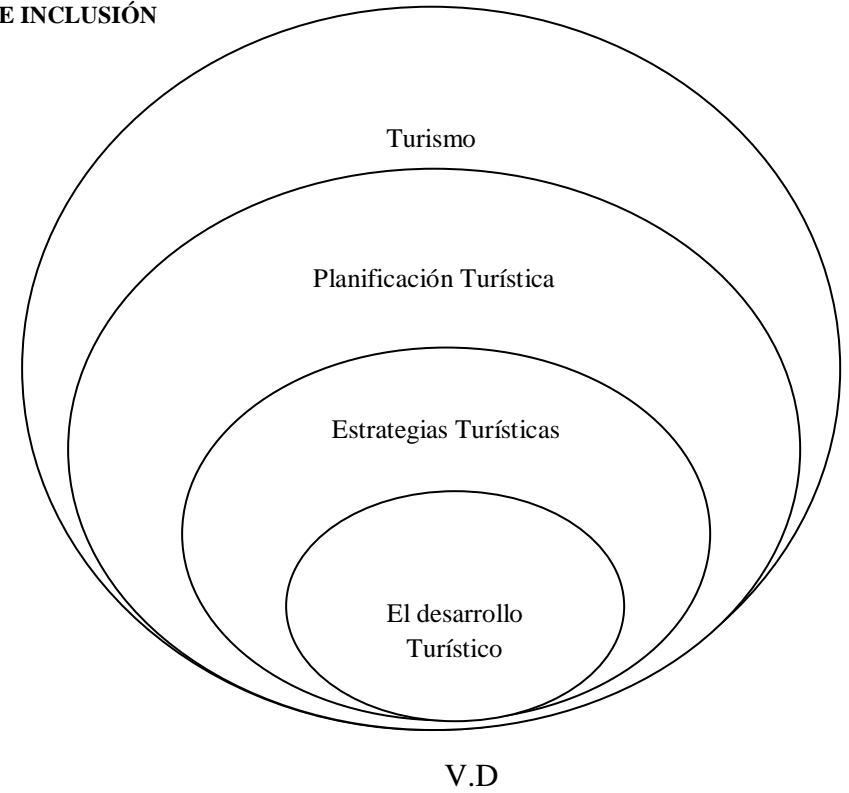 E INCLUSIÓN
Turismo
Planificación Turística
Estrategias Turísticas
El desarrollo
Turístico
V.D